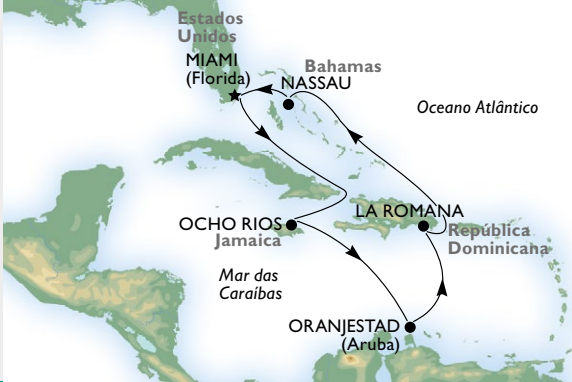 Estados
Unidos
MIAMI
(Florida)
Bahamas
NASSAU
Oceano Atlântico
LA ROMANA
OCHO RIOS
Jamaica
República
Dominicana
Mar das
Caraíbas
ORANJESTAD
(Aruba)